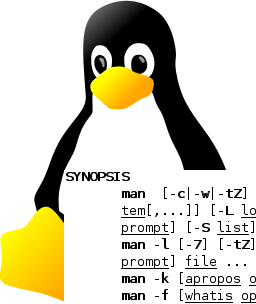 SYNOPSIS
man [-c|-w|-tZ]
tem[,...]] [-L lo
prompt] [-S list]
man -l [-7] [-tZ]
prompt] file ...
man -k [apropos o
man -f [whatis op